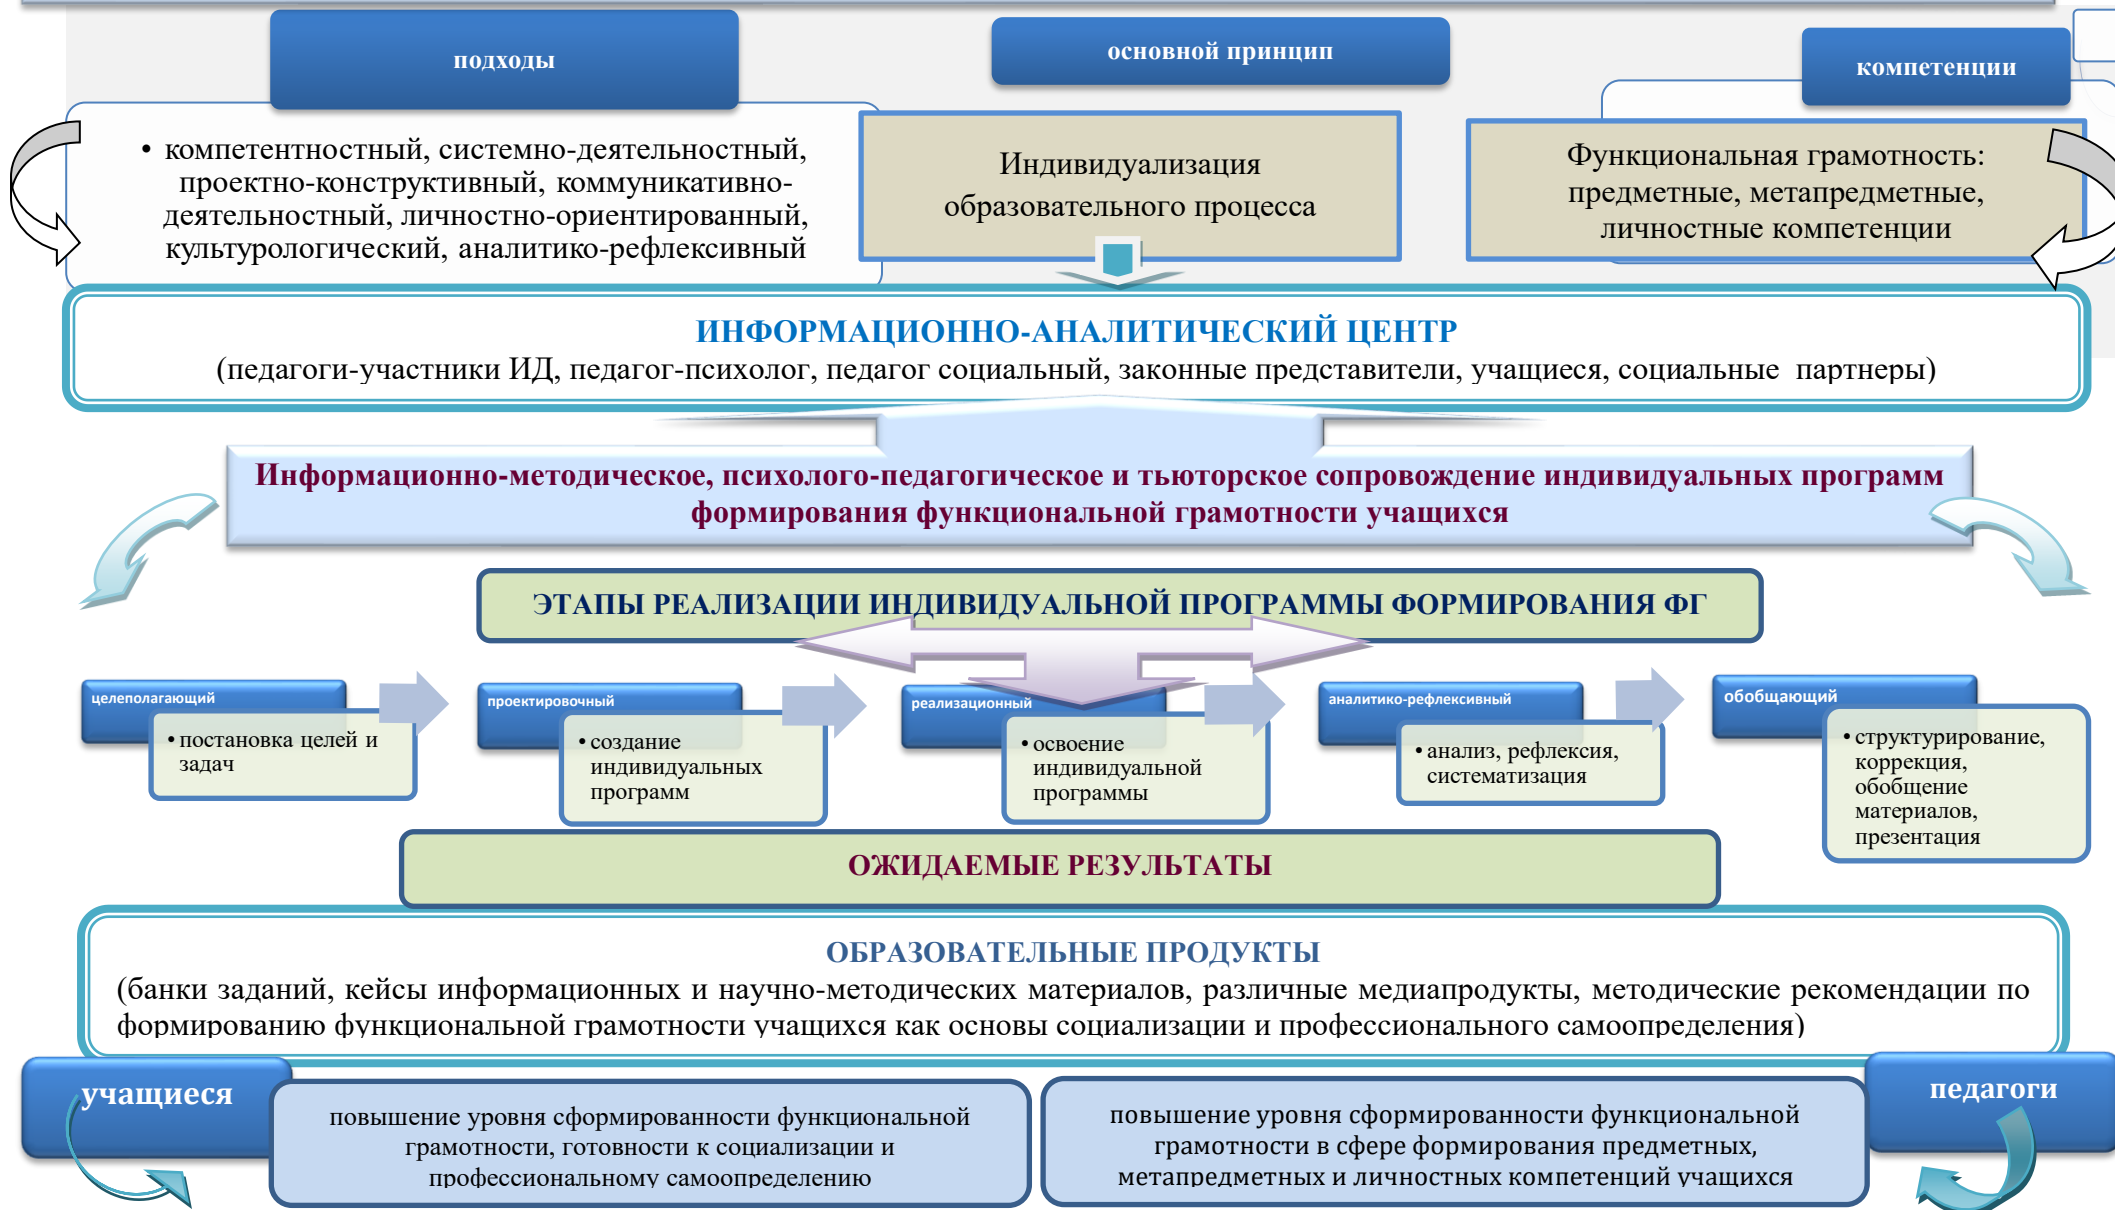 подходы
основной принцип
компетенции
• компетентностный, системно-деятельностный,
проектно-конструктивный, коммуникативно-
деятельностный, личностно-ориентированный,
культурологический, аналитико-рефлексивный
Индивидуализация
образовательного процесса
Функциональная грамотность:
предметные, метапредметные,
личностные компетенции
ИНФОРМАЦИОННО-АНАЛИТИЧЕСКИЙ ЦЕНТР
(педагоги-участники ИД, педагог-психолог, педагог социальный, законные представители, учащиеся, социальные партнеры)
Информационно-методическое, психолого-педагогическое и тьюторское сопровождение индивидуальных программ
формирования функциональной грамотности учащихся
ЭТАПЫ РЕАЛИЗАЦИИ ИНДИВИДУАЛЬНОЙ ПРОГРАММЫ ФОРМИРОВАНИЯ ФГ
целеполагающий
• постановка целей и
задач
проектировочный
• создание
индивидуальных
программ
реализационный
• освоение
индивидуальной
программы
аналитико-рефлексивный
• анализ, рефлексия,
систематизация
обобщающий
• структурирование,
коррекция,
обобщение
материалов,
презентация
ОЖИДАЕМЫЕ РЕЗУЛЬТАТЫ
ОБРАЗОВАТЕЛЬНЫЕ ПРОДУКТЫ
(банки заданий, кейсы информационных и научно-методических материалов, различные медиапродукты, методические рекомендации по
формированию функциональной грамотности учащихся как основы социализации и профессионального самоопределения)
учащиеся
повышение уровня сформированности функциональной
грамотности, готовности к социализации и
профессиональному самоопределению
повышение уровня сформированности функциональной
грамотности в сфере формирования предметных,
метапредметных и личностных компетенций учащихся
педагоги